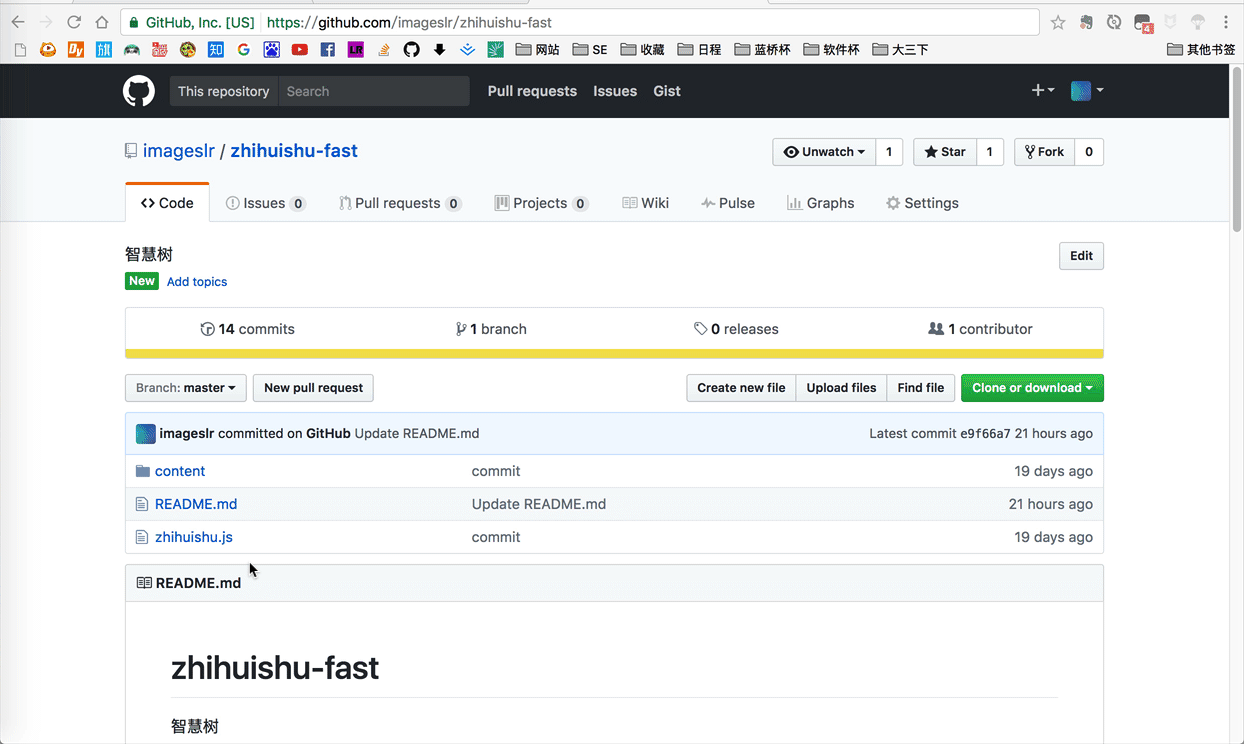 GitHub, Inc. [US] https://github.com/imageslr/zhihuishu-fast
Dy 旗 知 G f LR 网站 SE 收藏 日程 蓝桥杯 软件杯 大三下 其他书签
This repository Search Pull requests Issues Gist
imageslr / zhihuishu-fast Unwatch 1 Star 1 Fork 0
Code Issues 0 Pull requests 0 Projects 0 Wiki Pulse Graphs Settings
智慧树 Edit
New Add topics
14 commits 1 branch 0 releases 1 contributor
Branch: master New pull request Create new file Upload files Find file Clone or download
imageslr committed on GitHub Update README.md Latest commit e9f66a7 21 hours ago
content commit 19 days ago
README.md Update README.md 21 hours ago
zhihuishu.js commit 19 days ago
README.md
zhihuishu-fast
智慧树